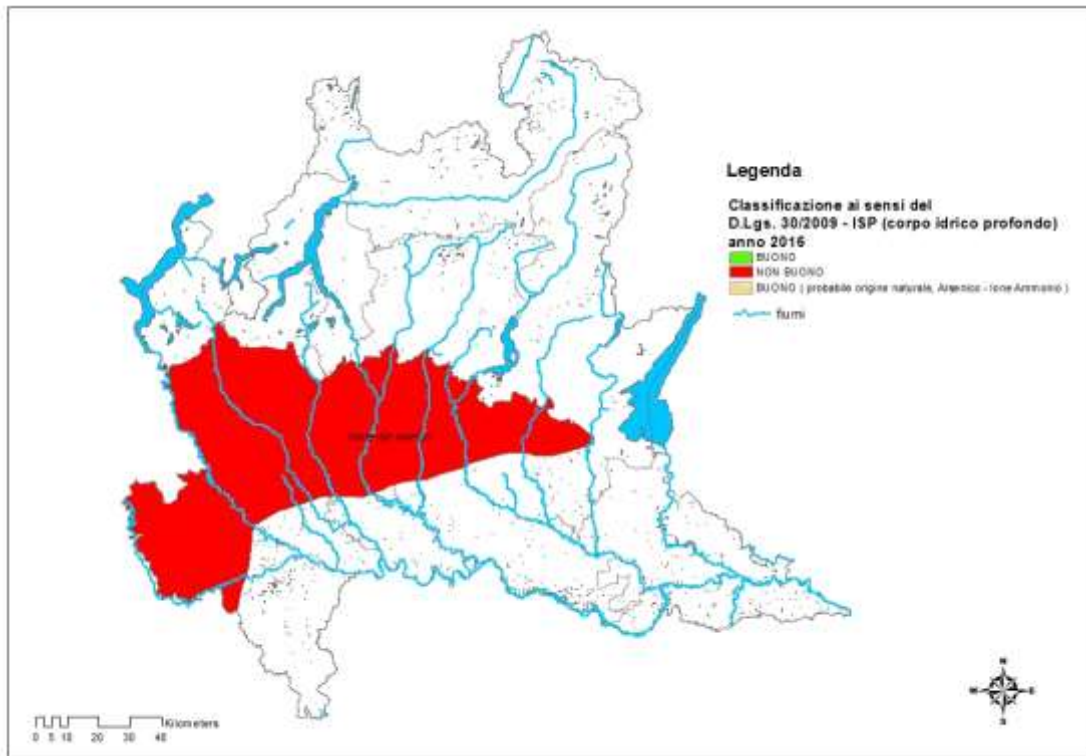 Legenda
Classificazione ai sensi del
D.Lgs. 30/2009 - ISP (corpo idrico profondo)
anno 2016
BUONO
NON BUONO
BUONO ( probabile origine naturale, Arsenico - Ione Ammonio )
fiumi
N
W E
S
Kilometers
0 5 10 20 30 40